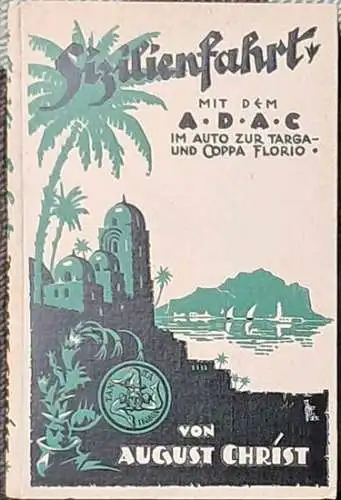 Sizilienfahrt
MIT DEM
A·D·A·C
IM AUTO ZUR TARGA-
UND COPPA FLORIO·
VON
AUGUST CHRIST